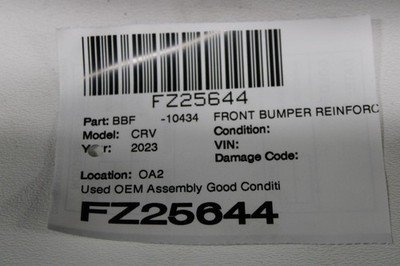 FZ25644
Part: BBF -10434 FRONT BUMPER REINFORC
Model: CRV Condition:
Year: 2023 VIN:
Damage Code:
Location: OA2
Used OEM Assembly Good Conditi
FZ25644